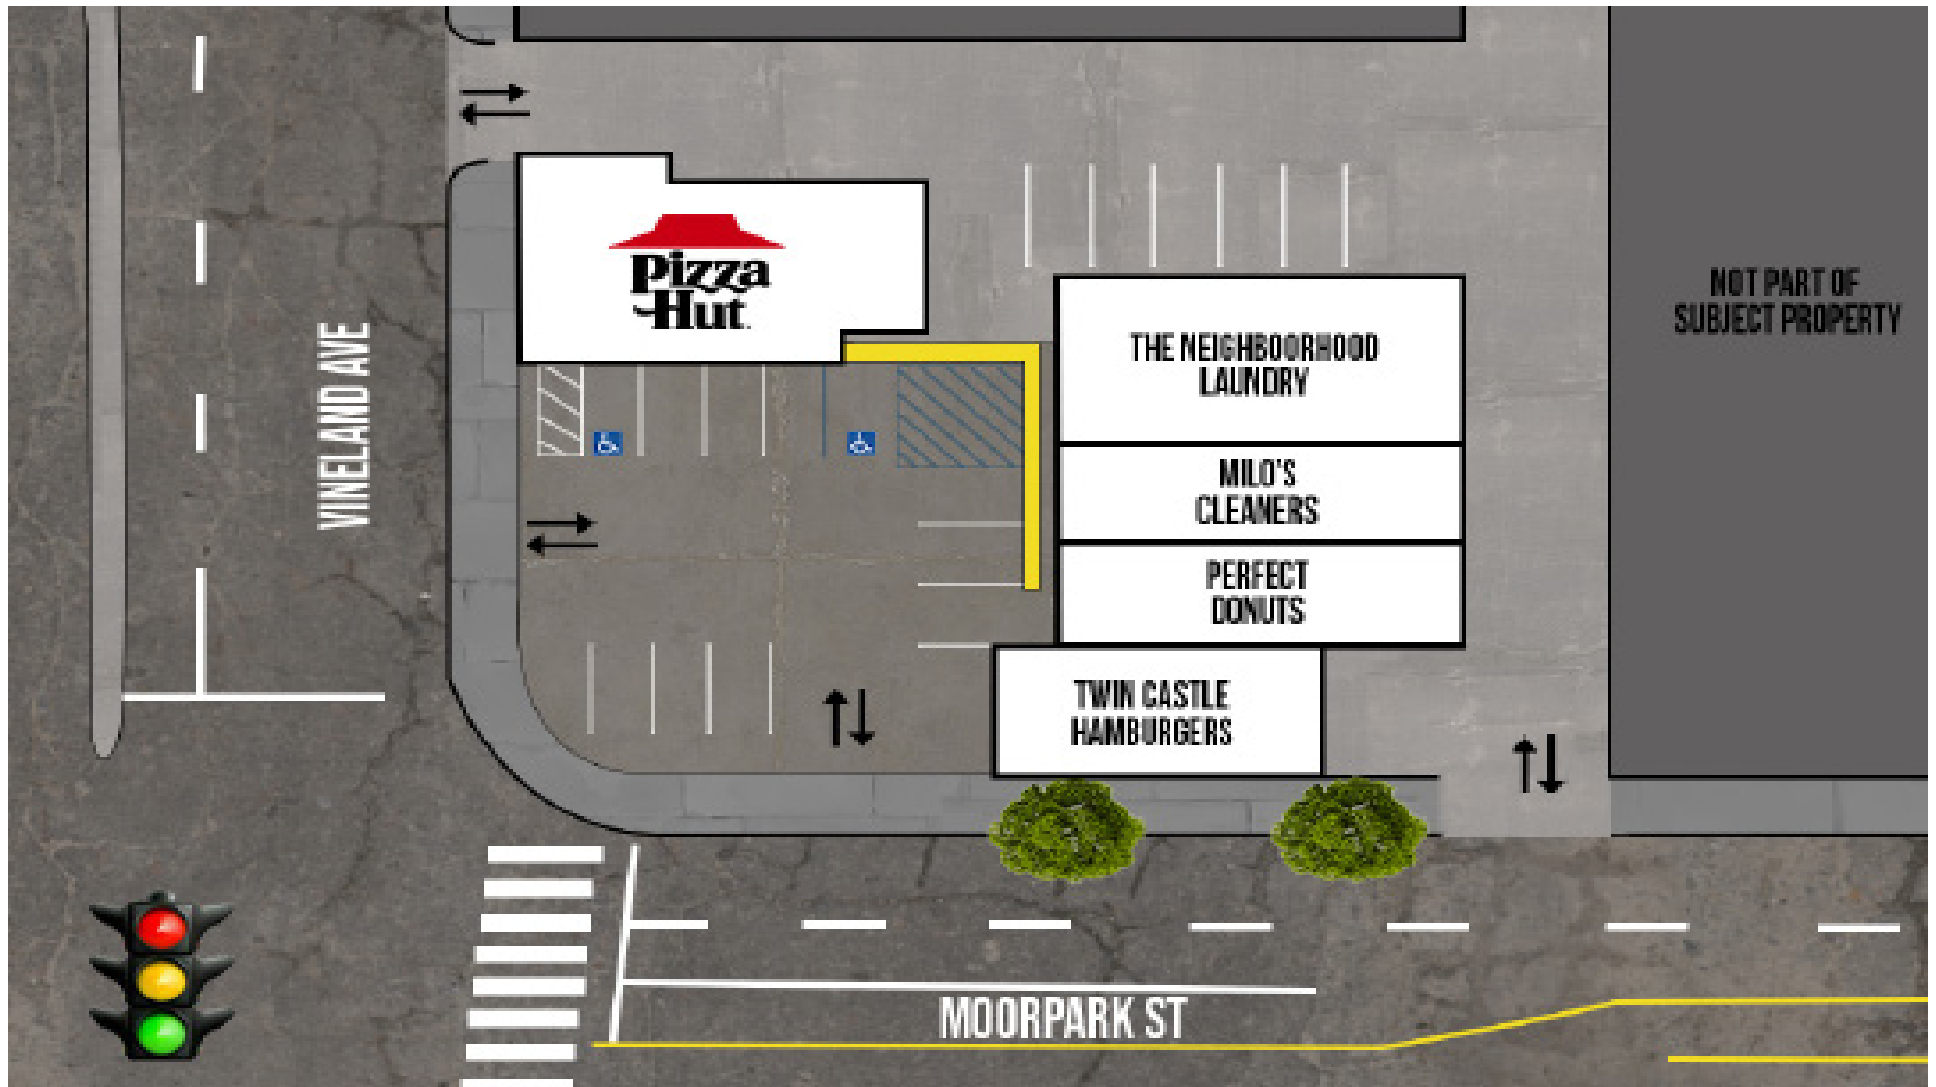 Pizza
Hut
THE NEIGHBOORHOOD
LAUNDRY
MILO'S
CLEANERS
PERFECT
DONUTS
TWIN CASTLE
HAMBURGERS
NOT PART OF
SUBJECT PROPERTY
VINELAND AVE
MOORPARK ST